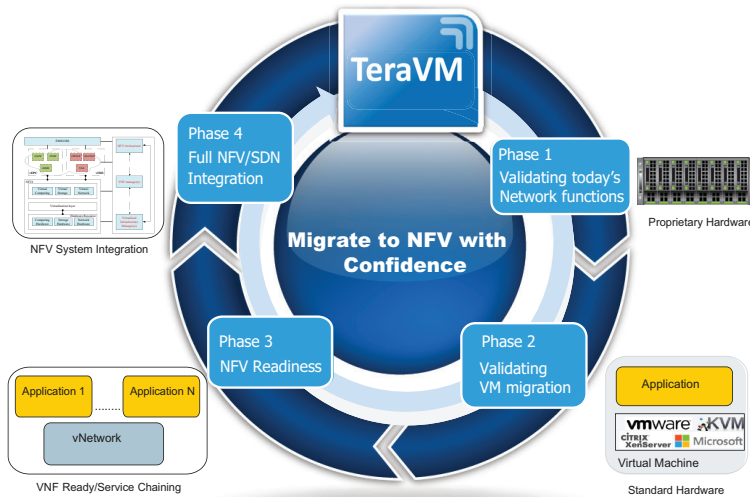 TeraVM
Phase 4
Full NFV/SDN
Integration
Phase 1
Validating today's
Network functions
Proprietary Hardware
NFV System Integration
Migrate to NFV with
Confidence
Phase 3
NFV Readiness
Phase 2
Validating
VM migration
Application 1
........
Application N
vNetwork
VNF Ready/Service Chaining
Application
vmware
KVM
CITRIX
XenServer
Microsoft
Virtual Machine
Standard Hardware